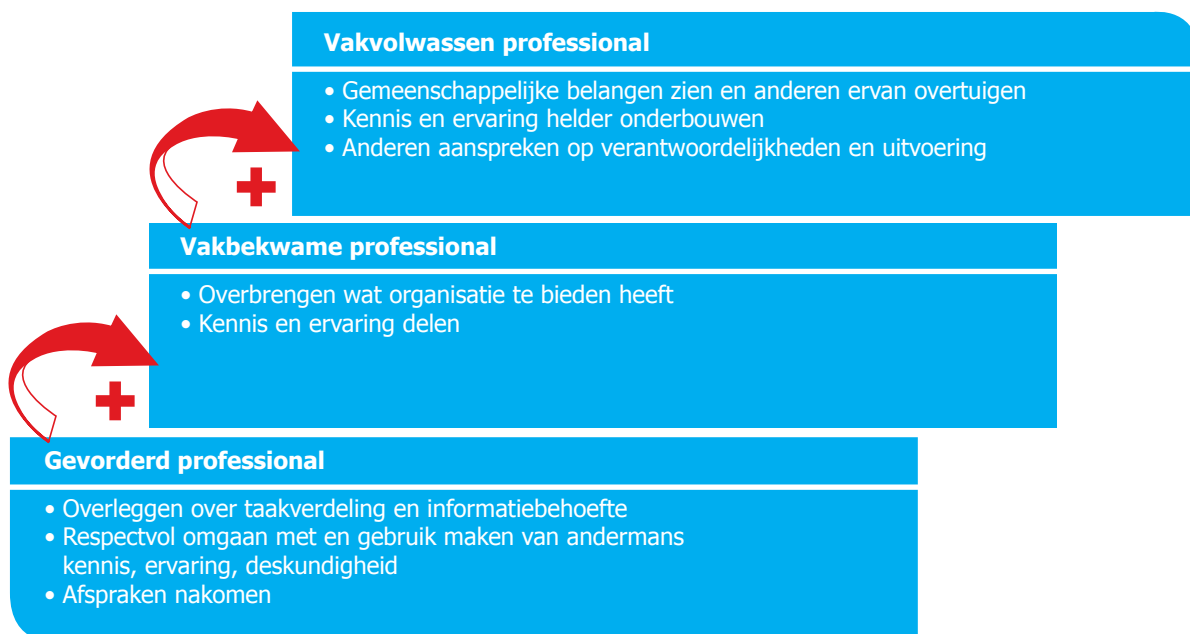 Vakvolwassen professional
• Gemeenschappelijke belangen zien en anderen ervan overtuigen
• Kennis en ervaring helder onderbouwen
• Anderen aanspreken op verantwoordelijkheden en uitvoering
Vakbekwame professional
• Overbrengen wat organisatie te bieden heeft
• Kennis en ervaring delen
Gevorderd professional
• Overleggen over taakverdeling en informatiebehoefte
• Respectvol omgaan met en gebruik maken van andermans
kennis, ervaring, deskundigheid
• Afspraken nakomen